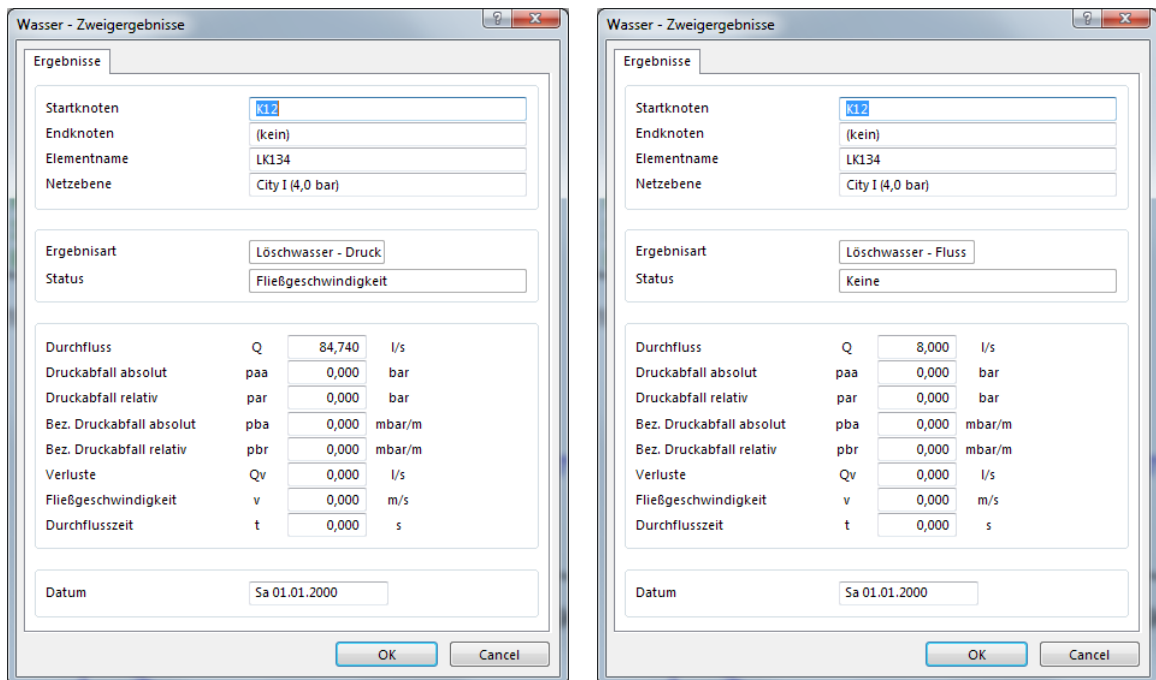 Wasser - Zweigergebnisse
Ergebnisse
Startknoten K12
Endknoten (kein)
Elementname LK134
Netzebene City I (4,0 bar)
Ergebnisart Löschwasser - Druck
Status Fließgeschwindigkeit
Durchfluss Q 84,740 l/s
Druckabfall absolut paa 0,000 bar
Druckabfall relativ par 0,000 bar
Bez. Druckabfall absolut pba 0,000 mbar/m
Bez. Druckabfall relativ pbr 0,000 mbar/m
Verluste Qv 0,000 l/s
Fließgeschwindigkeit v 0,000 m/s
Durchflusszeit t 0,000 s
Datum Sa 01.01.2000
OK Cancel
Wasser - Zweigergebnisse
Ergebnisse
Startknoten K12
Endknoten (kein)
Elementname LK134
Netzebene City I (4,0 bar)
Ergebnisart Löschwasser - Fluss
Status Keine
Durchfluss Q 8,000 l/s
Druckabfall absolut paa 0,000 bar
Druckabfall relativ par 0,000 bar
Bez. Druckabfall absolut pba 0,000 mbar/m
Bez. Druckabfall relativ pbr 0,000 mbar/m
Verluste Qv 0,000 l/s
Fließgeschwindigkeit v 0,000 m/s
Durchflusszeit t 0,000 s
Datum Sa 01.01.2000
OK Cancel